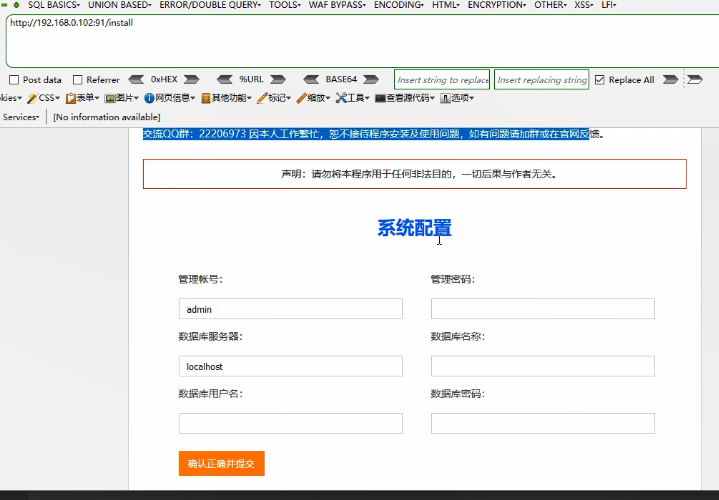 SQL BASICS UNION BASED ERROR/DOUBLE QUERY TOOLS WAF BYPASS ENCODING HTML ENCRYPTION OTHER XSS LFI
http://192.168.0.102:91/install
Post data Referrer 0xHEX %URL BASE64 Insert string to replace Insert replacing string Replace All
kies CSS 表单 图片 网页信息 其他功能 标记 缩放 工具 查看源代码 选项
Services [No information available]
交流QQ群：22206973 因本人工作繁忙，恕不接待程序安装及使用问题，如有问题请加群或在官网反馈。
声明：请勿将本程序用于任何非法目的，一切后果与作者无关。
系统配置
管理帐号： 管理密码：
admin
数据库服务器： 数据库名称：
localhost
数据库用户名： 数据库密码：
确认正确并提交